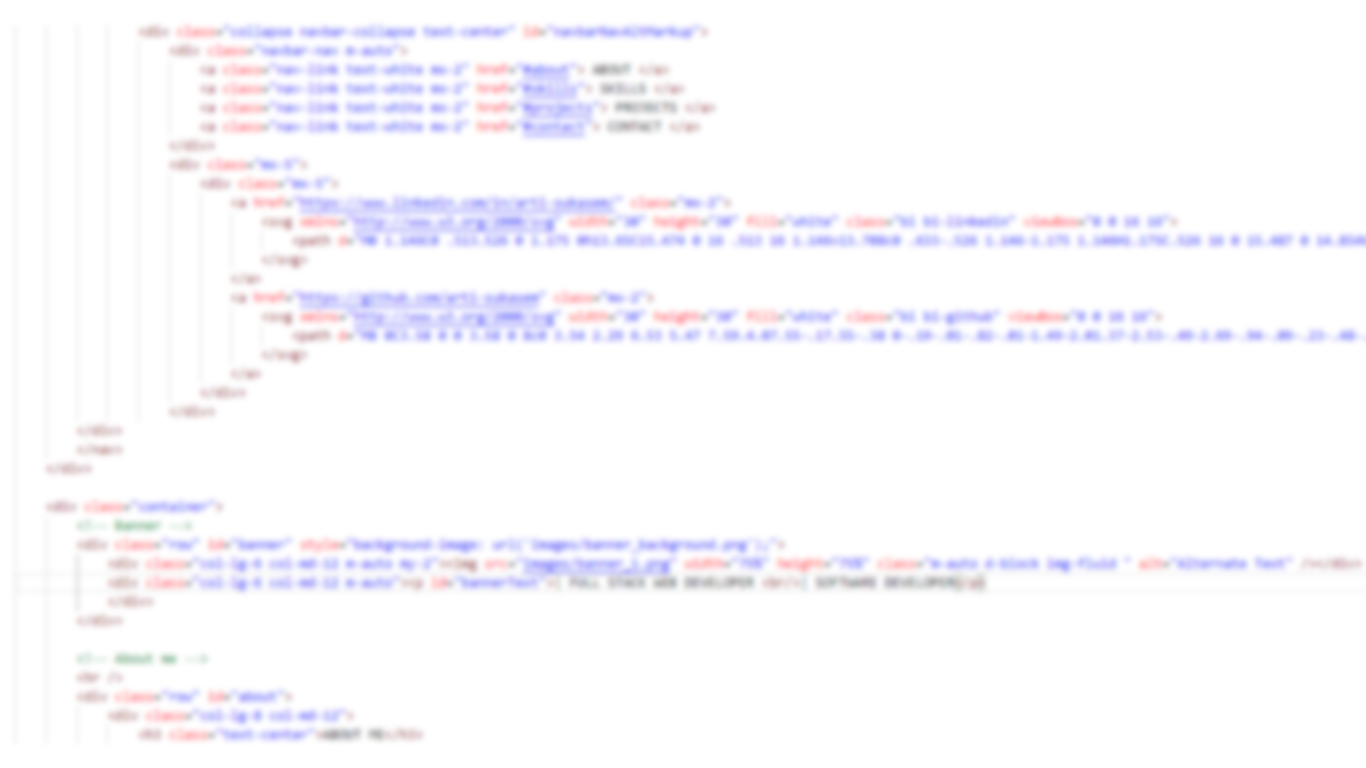 <div class="collapse navbar-collapse text-center" id="navbarNavAltMarkup">
<div class="navbar-nav m-auto">
<a class="nav-link text-white mx-2" href="#about"> ABOUT </a>
<a class="nav-link text-white mx-2" href="#skills"> SKILLS </a>
<a class="nav-link text-white mx-2" href="#projects"> PROJECTS </a>
<a class="nav-link text-white mx-2" href="#contact"> CONTACT </a>
</div>
<div class="mx-5">
<div class="mx-5">
<a href="https://www.linkedin.com/in/arti-sukasem/" class="mx-2">
<svg xmlns="http://www.w3.org/2000/svg" width="30" height="30" fill="white" class="bi bi-linkedin" viewBox="0 0 16 16">
<path d="M0
</svg>
</a>
<a href="https://github.com/arti-sukasem" class="mx-2">
<svg xmlns="http://www.w3.org/2000/svg" width="30" height="30" fill="white" class="bi bi-github" viewBox="0 0 16 16">
<path d="M8
</svg>
</a>
</div>
</div>
</div>
</nav>
</div>
<div class="container">
<!-- Banner -->
<div class="row" id="banner" style="background-image: url('images/banner_background.png');">
<div class="col-lg-6 col-md-12 m-auto my-2"><img src="images/banner_1.png" width="75%" height="75%" class="m-auto d-block img-fluid " alt="Alternate Text" /></div>
<div class="col-lg-6 col-md-12 m-auto"><p id="bannerText">| FULL STACK WEB DEVELOPER <br/>| SOFTWARE DEVELOPER</p>
</div>
</div>
<!-- About me -->
<hr />
<div class="row" id="about">
<div class="col-lg-8 col-md-12">
<h3 class="text-center">ABOUT ME</h3>